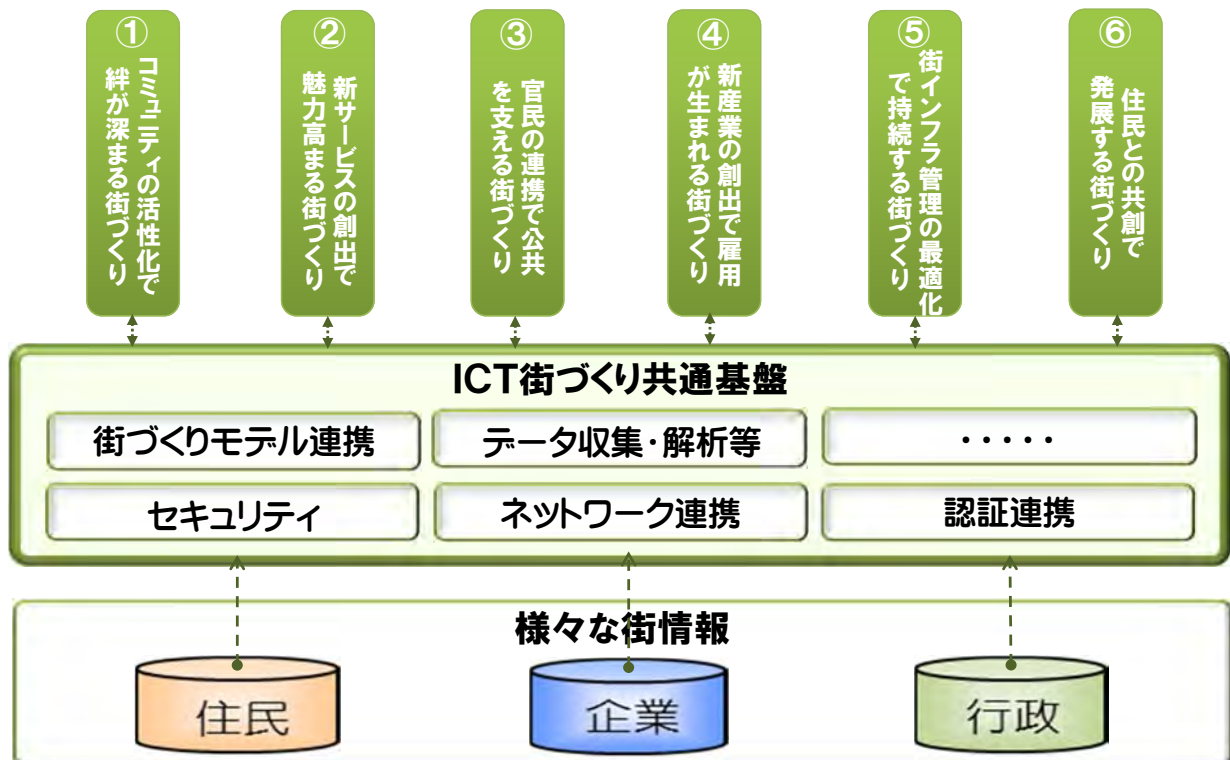 ①
コミュニティの活性化で
絆が深まる街づくり
②
新サービスの創出で
魅力高まる街づくり
③
官民の連携で公共
を支える街づくり
④
新産業の創出で雇用
が生まれる街づくり
⑤
街インフラ管理の最適化
で持続する街づくり
⑥
住民との共創で
発展する街づくり
ICT街づくり共通基盤
街づくりモデル連携
データ収集・解析等
・・・・・
セキュリティ
ネットワーク連携
認証連携
様々な街情報
住民
企業
行政